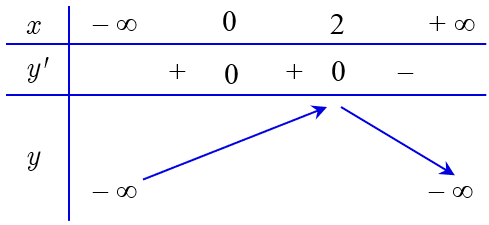 x −∞ 0 2 +∞
y′ + 0 + 0 −
y
−∞ −∞